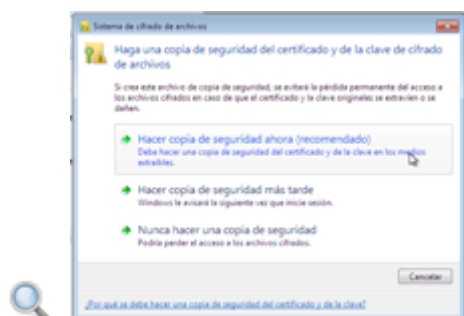 Sistema de cifrado de archivos
Haga una copia de seguridad del certificado y de la clave de cifrado
de archivos
Si crea este archivo de copia de seguridad, se evitará la pérdida permanente del acceso a
los archivos cifrados en caso de que el certificado y la clave originales se extravíen o se
dañen.
Hacer copia de seguridad ahora (recomendado)
Debe hacer una copia de seguridad del certificado y de la clave en los medios
extraíbles.
Hacer copia de seguridad más tarde
Windows le avisará la siguiente vez que inicie sesión.
Nunca hacer una copia de seguridad
Podría perder el acceso a los archivos cifrados.
Cancelar
¿Por qué se debe hacer una copia de seguridad del certificado y de la clave?